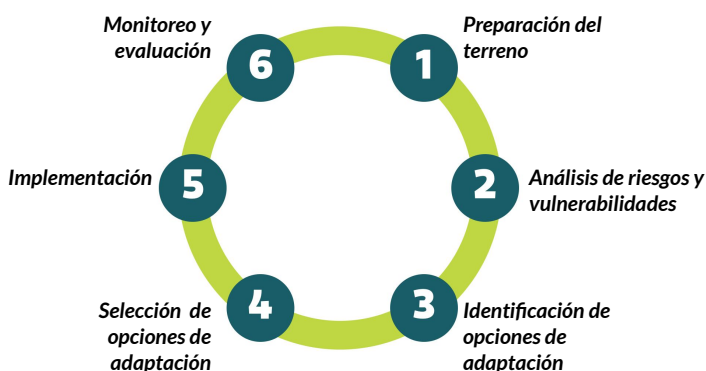 1
Preparación del
terreno
2
Análisis de riesgos y
vulnerabilidades
3
Identificación de
opciones de
adaptación
4
Selección de
opciones de
adaptación
5
Implementación
6
Monitoreo y
evaluación